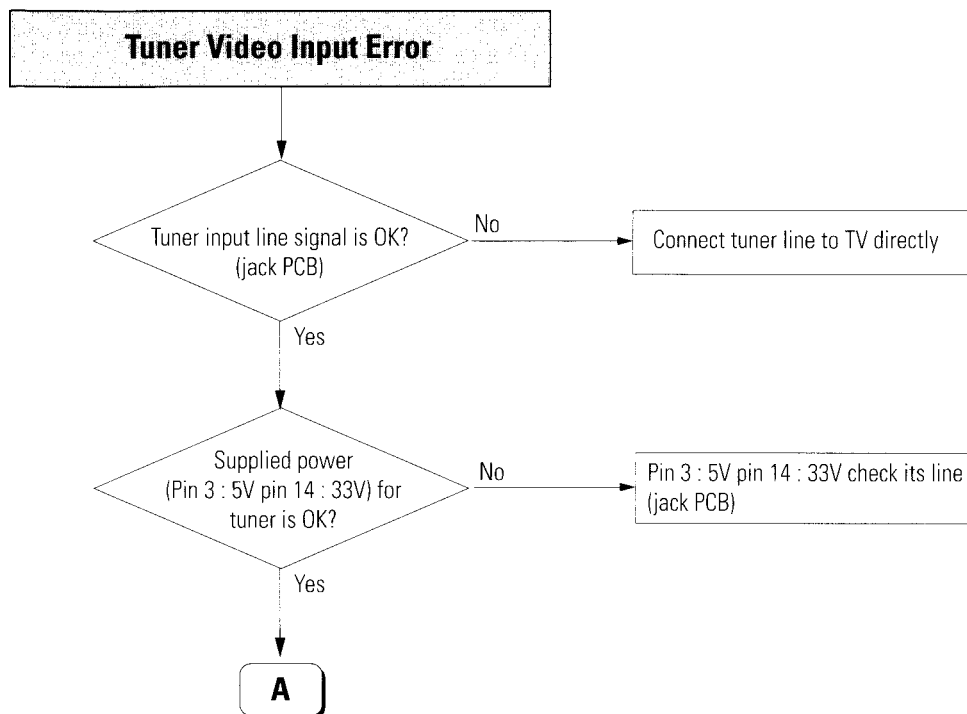 Tuner Video Input Error
Tuner input line signal is OK?
(jack PCB)
No
Connect tuner line to TV directly
Yes
Supplied power
(Pin 3 : 5V pin 14 : 33V) for
tuner is OK?
No
Pin 3 : 5V pin 14 : 33V check its line
(jack PCB)
Yes
A